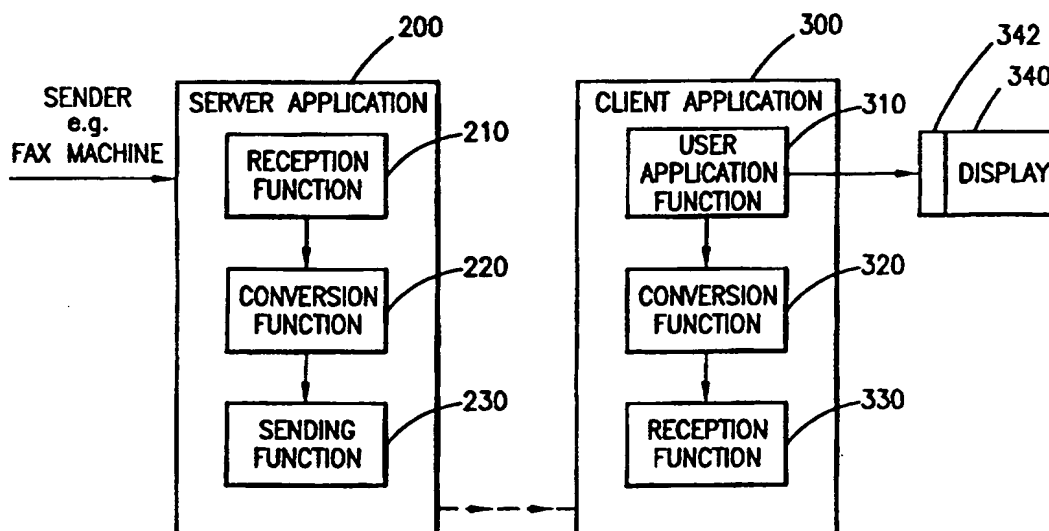 200
300
342
340
SENDER
e.g.
FAX MACHINE
SERVER APPLICATION
210
RECEPTION
FUNCTION
220
CONVERSION
FUNCTION
230
SENDING
FUNCTION
CLIENT APPLICATION
310
USER
APPLICATION
FUNCTION
DISPLAY
320
CONVERSION
FUNCTION
330
RECEPTION
FUNCTION